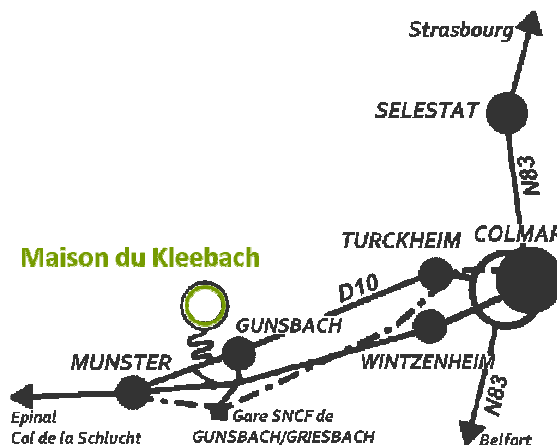 Strasbourg
SELESTAT
N83
COLMAR
TURCKHEIM
Maison du Kleebach
D10
GUNSBACH
MUNSTER
WINTZENHEIM
N83
Epinal
Col de la Schlucht
Gare SNCF de
GUNSBACH/GRIESBACH
Belfort